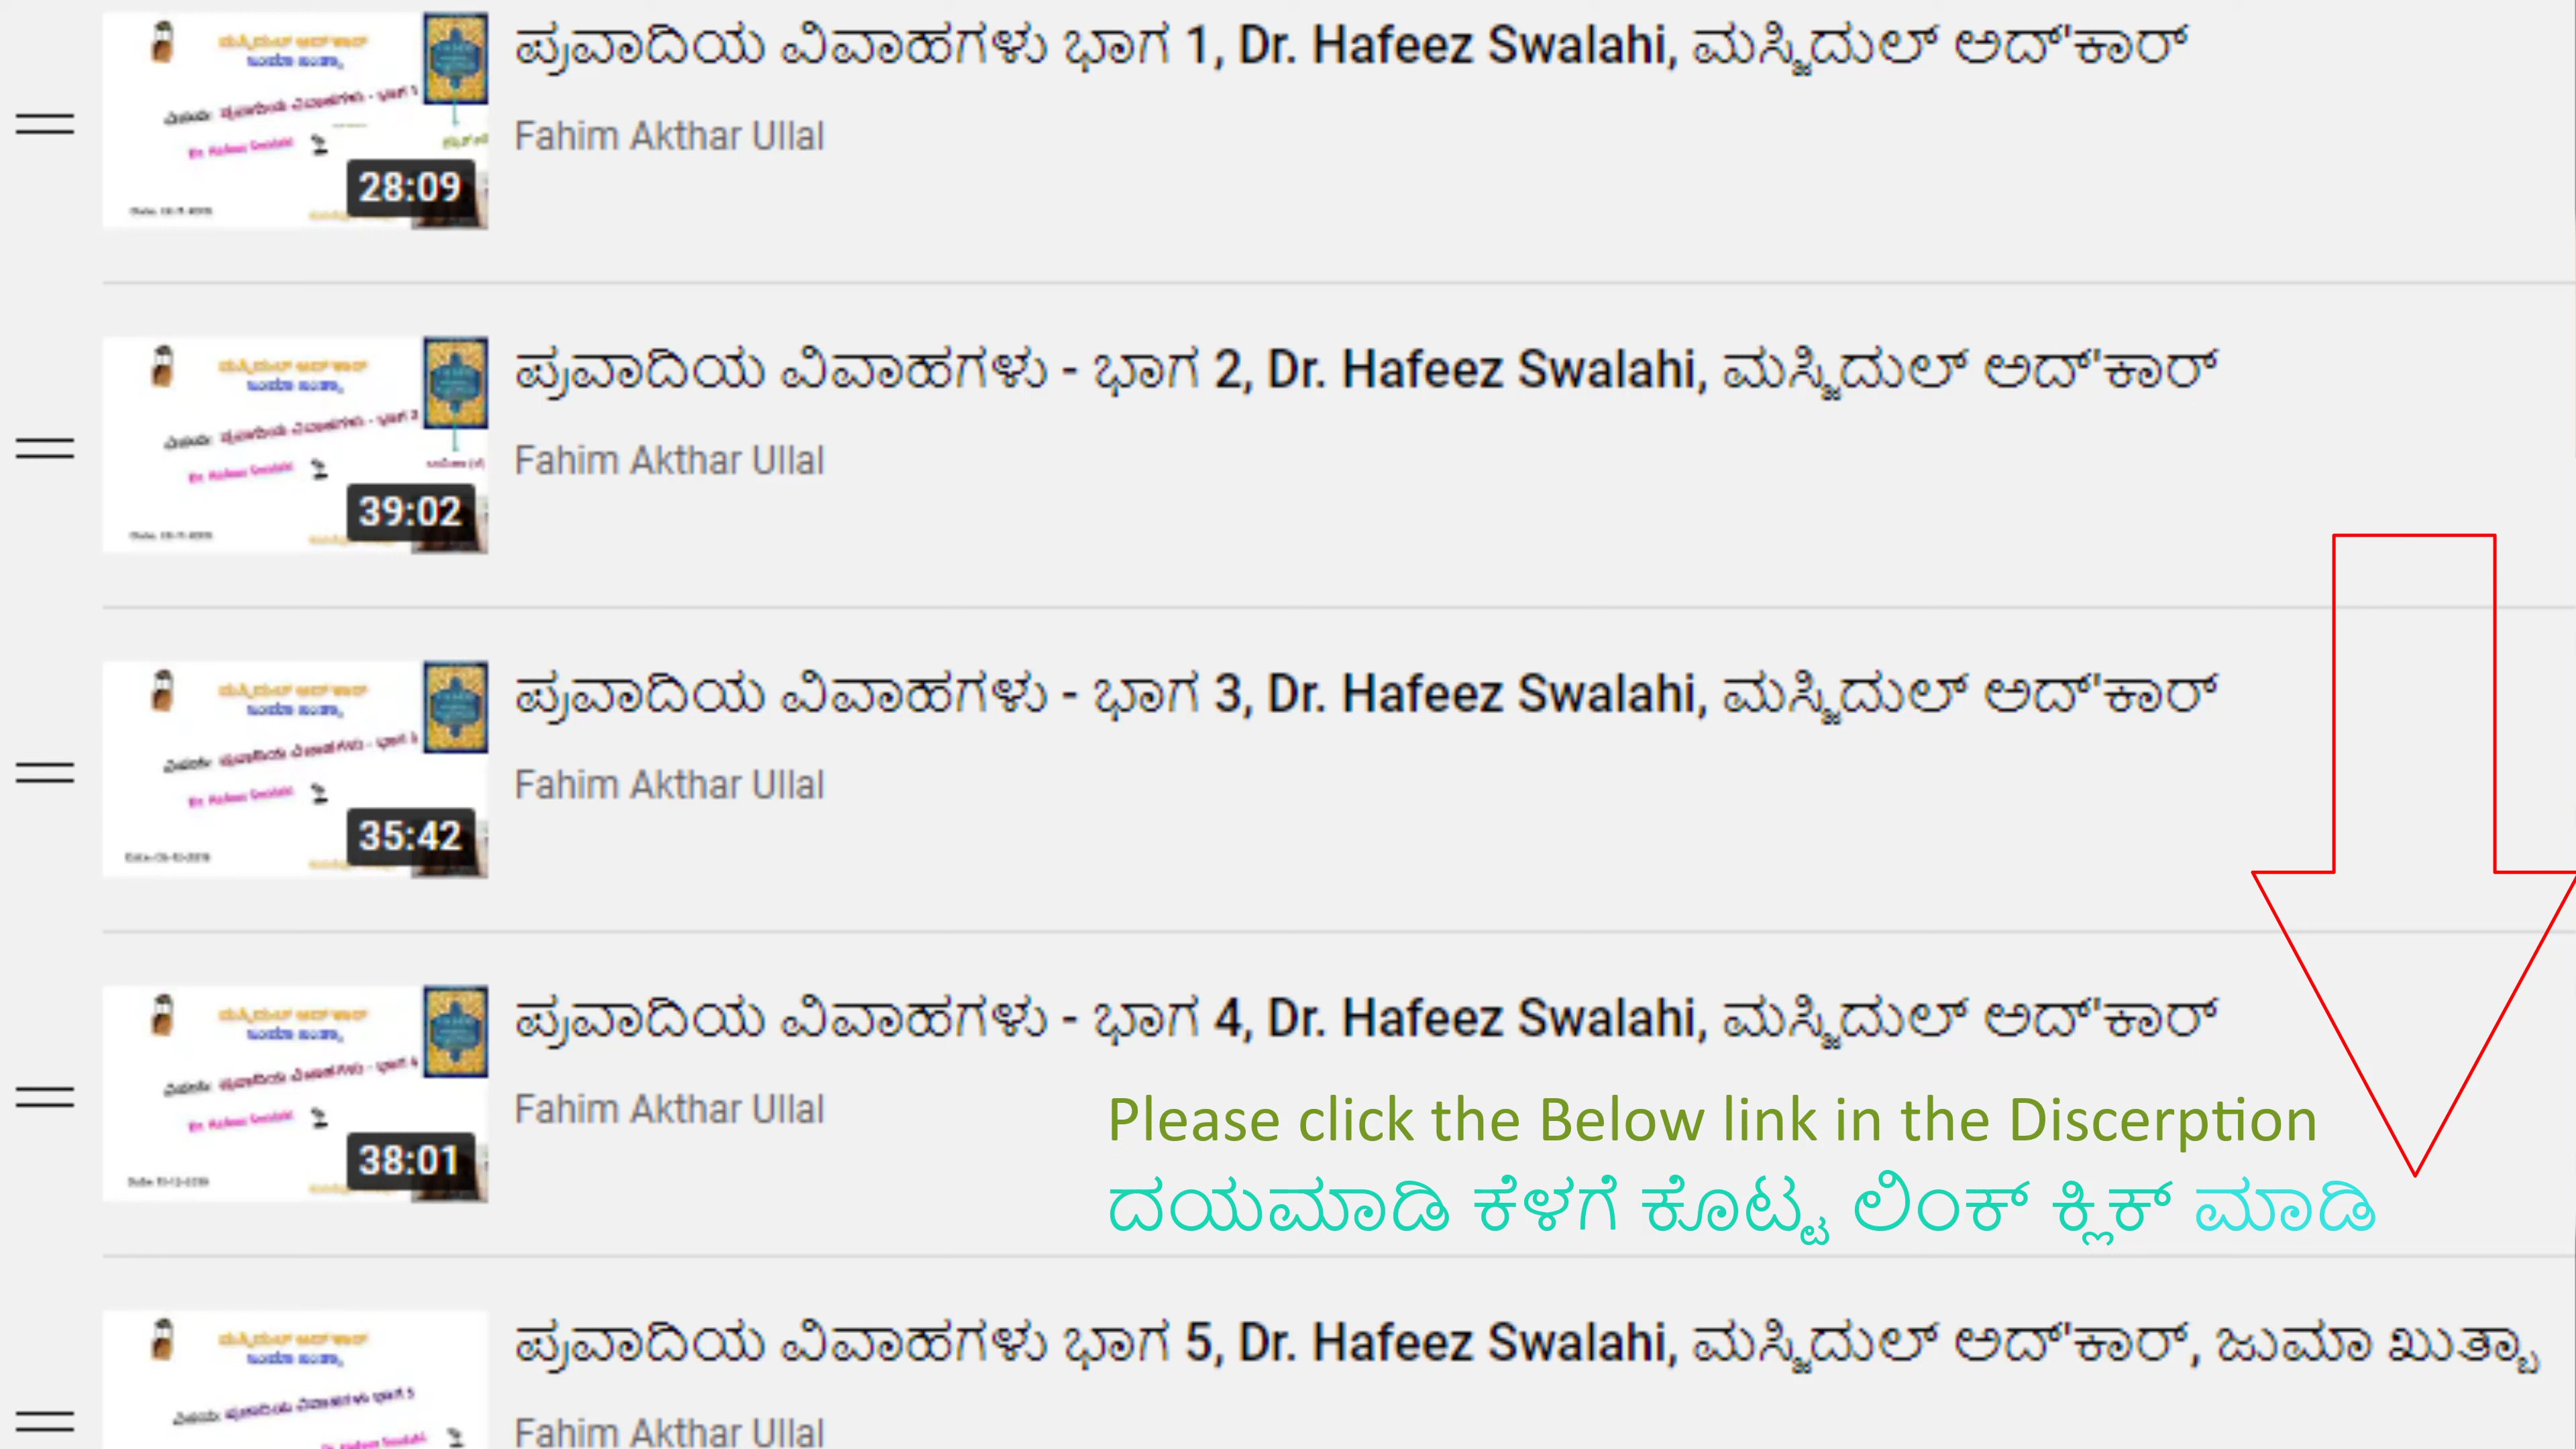 ಪ್ರವಾದಿಯ ವಿವಾಹಗಳು ಭಾಗ 1, Dr. Hafeez Swalahi, ಮಸ್ಜಿದುಲ್ ಅದ್'ಕಾರ್
Fahim Akthar Ullal
28:09
ಪ್ರವಾದಿಯ ವಿವಾಹಗಳು - ಭಾಗ 2, Dr. Hafeez Swalahi, ಮಸ್ಜಿದುಲ್ ಅದ್'ಕಾರ್
Fahim Akthar Ullal
39:02
ಪ್ರವಾದಿಯ ವಿವಾಹಗಳು - ಭಾಗ 3, Dr. Hafeez Swalahi, ಮಸ್ಜಿದುಲ್ ಅದ್'ಕಾರ್
Fahim Akthar Ullal
35:42
ಪ್ರವಾದಿಯ ವಿವಾಹಗಳು - ಭಾಗ 4, Dr. Hafeez Swalahi, ಮಸ್ಜಿದುಲ್ ಅದ್'ಕಾರ್
Fahim Akthar Ullal
38:01
Please click the Below link in the Discerption
ದಯಮಾಡಿ ಕೆಳಗೆ ಕೊಟ್ಟ ಲಿಂಕ್ ಕ್ಲಿಕ್ ಮಾಡಿ
ಪ್ರವಾದಿಯ ವಿವಾಹಗಳು ಭಾಗ 5, Dr. Hafeez Swalahi, ಮಸ್ಜಿದುಲ್ ಅದ್'ಕಾರ್, ಜುಮಾ ಖುತ್ಬಾ
Fahim Akthar Ullal